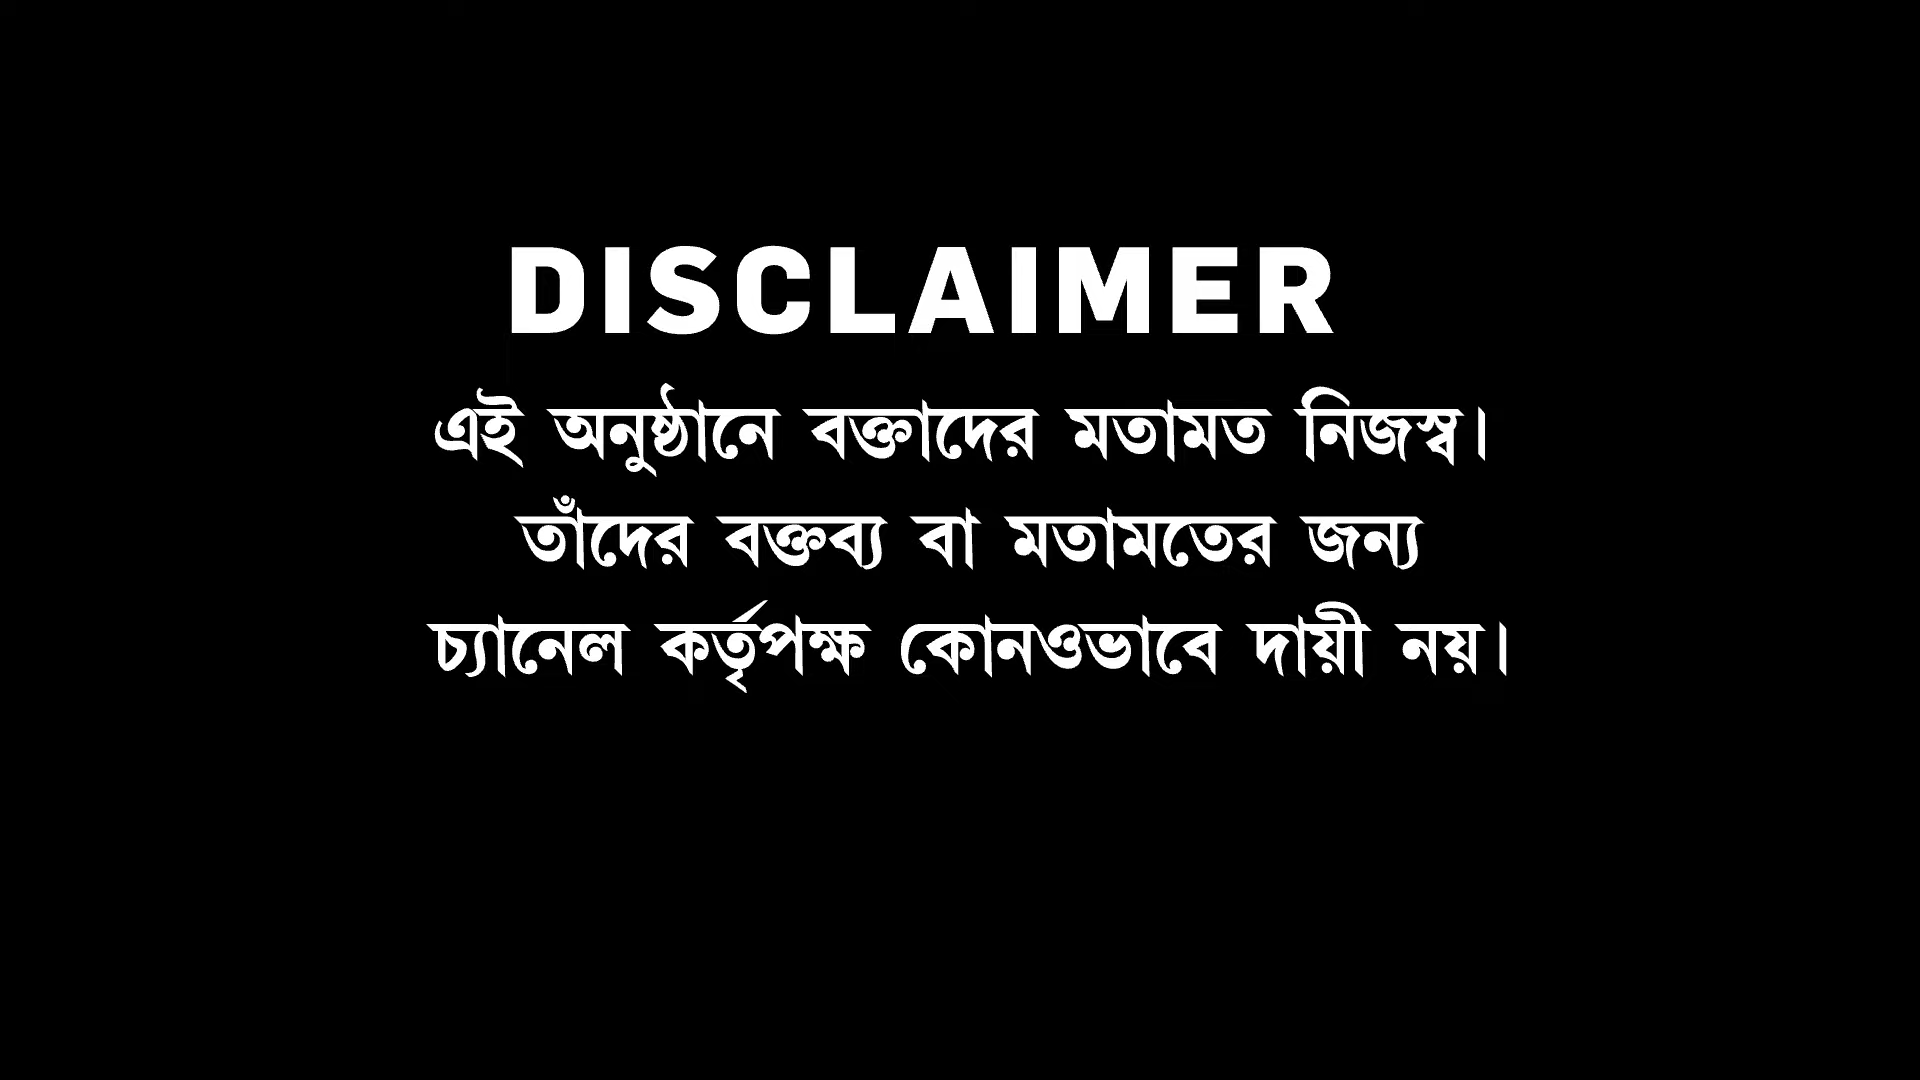 DISCLAIMER
এই অনুষ্ঠানে বক্তাদের মতামত নিজস্ব।
তাঁদের বক্তব্য বা মতামতের জন্য
চ্যানেল কর্তৃপক্ষ কোনওভাবে দায়ী নয়।